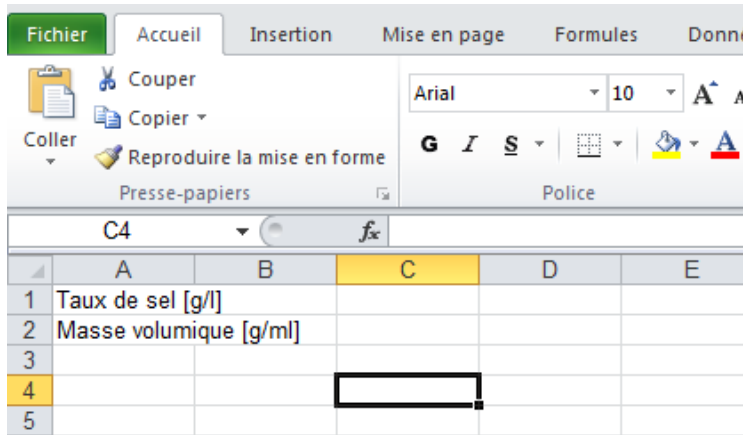 Fichier Accueil Insertion Mise en page Formules Donn
Couper
Copier
Coller
Reproduire la mise en forme
Presse-papiers
Arial 10 A A
G I S A
Police
C4 fx
A B C D E
1 Taux de sel [g/l]
2 Masse volumique [g/ml]
3
4
5